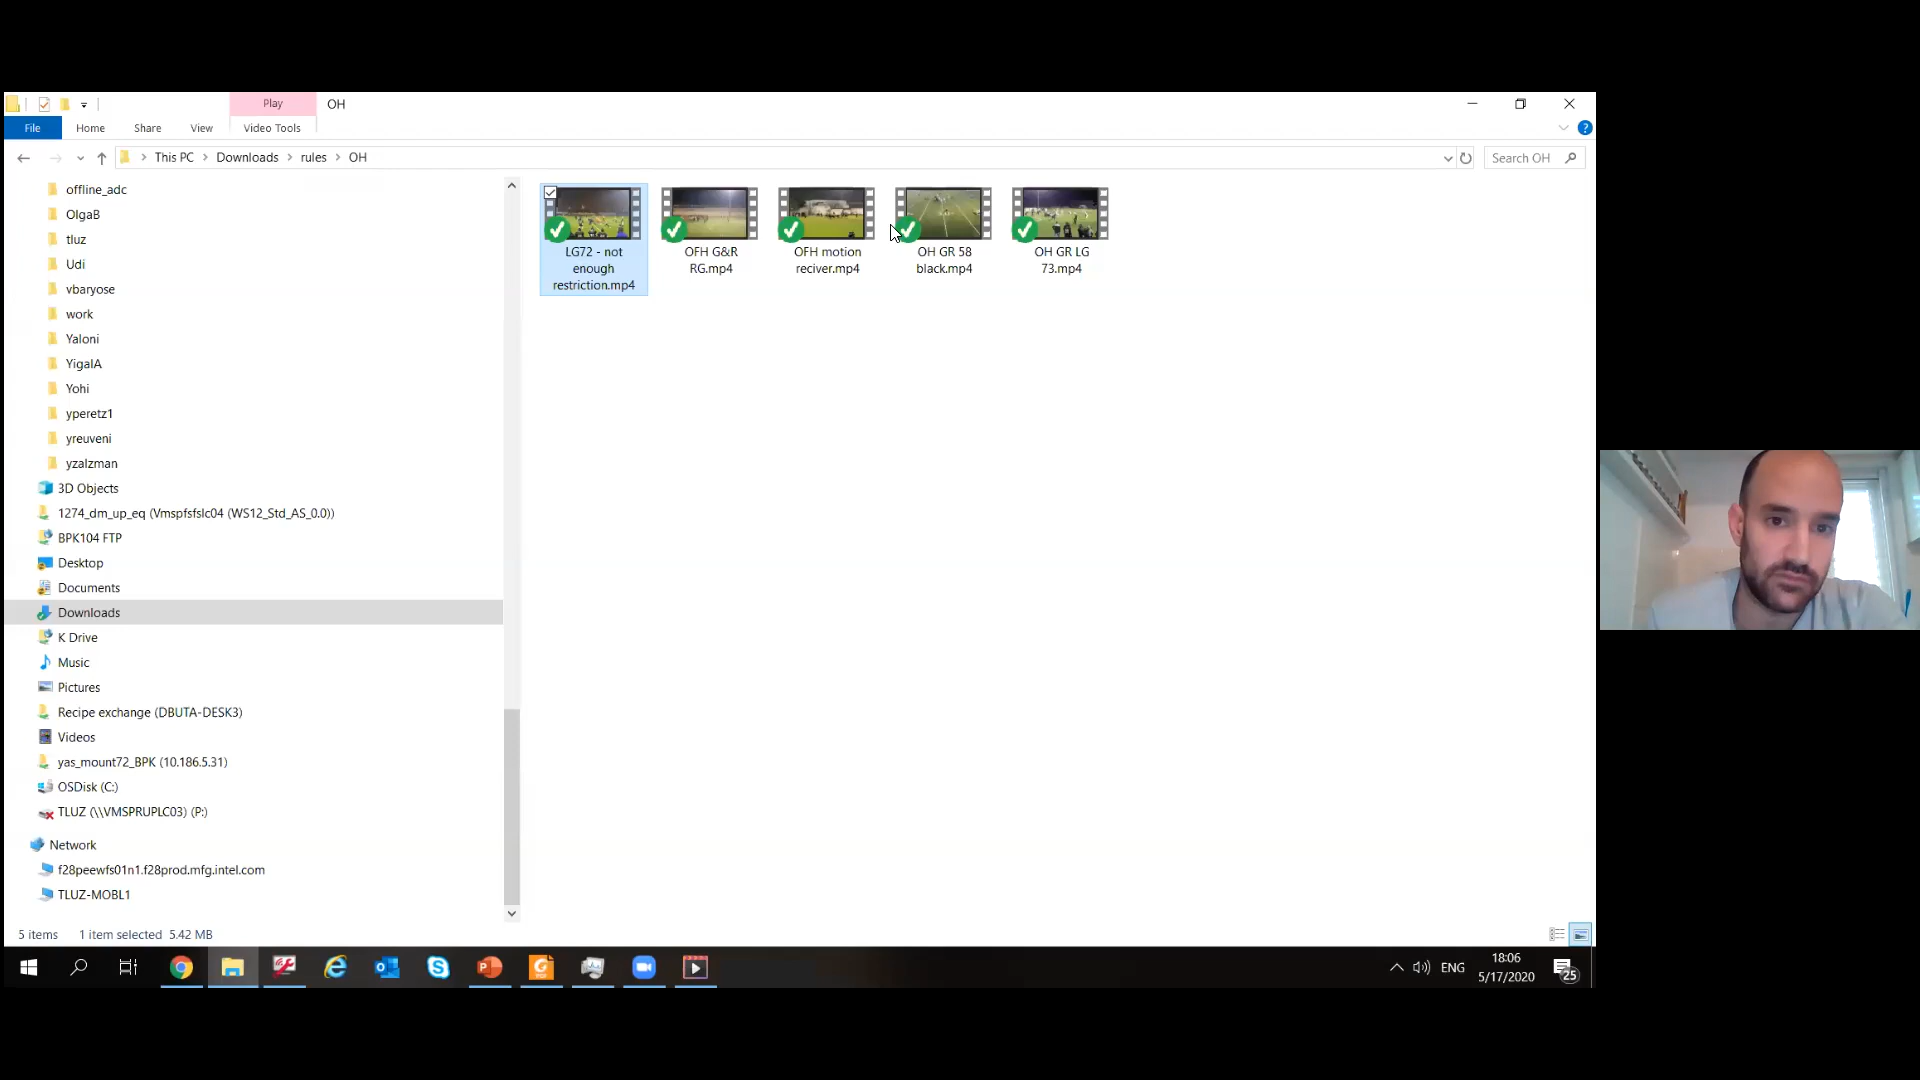 Play
OH
File
Home
Share
View
Video Tools
This PC
Downloads
rules
OH
Search OH
offline_adc
OlgaB
tluz
Udi
vbaryose
work
Yaloni
YigalA
Yohi
yperetz1
yreuveni
yzalzman
3D Objects
1274_dm_up_eq (Vmspfsfslc04 (WS12_Std_AS_0.0))
BPK104 FTP
Desktop
Documents
Downloads
K Drive
Music
Pictures
Recipe exchange (DBUTA-DESK3)
Videos
yas_mount72_BPK (10.186.5.31)
OSDisk (C:)
TLUZ (\\VMSPRUPLC03) (P:)
Network
f28peewfs01n1.f28prod.mfg.intel.com
TLUZ-MOBL1
LG72 - not
enough
restriction.mp4
OFH G&R
RG.mp4
OFH motion
reciver.mp4
OH GR 58
black.mp4
OH GR LG
73.mp4
5 items
1 item selected 5.42 MB
ENG
18:06
5/17/2020
25